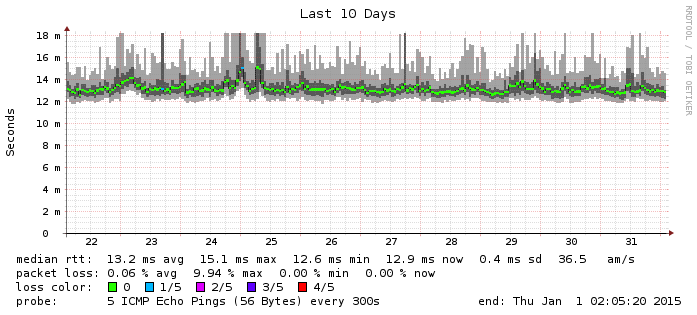 Last 10 Days
RRDTOOL / TOBI OETIKER
Seconds
18 m
16 m
14 m
12 m
10 m
8 m
6 m
4 m
2 m
0
22 23 24 25 26 27 28 29 30 31
median rtt: 13.2 ms avg 15.1 ms max 12.6 ms min 12.9 ms now 0.4 ms sd 36.5 am/s
packet loss: 0.06 % avg 9.94 % max 0.00 % min 0.00 % now
loss color: 0 1/5 2/5 3/5 4/5
probe: 5 ICMP Echo Pings (56 Bytes) every 300s end: Thu Jan 1 02:05:20 2015